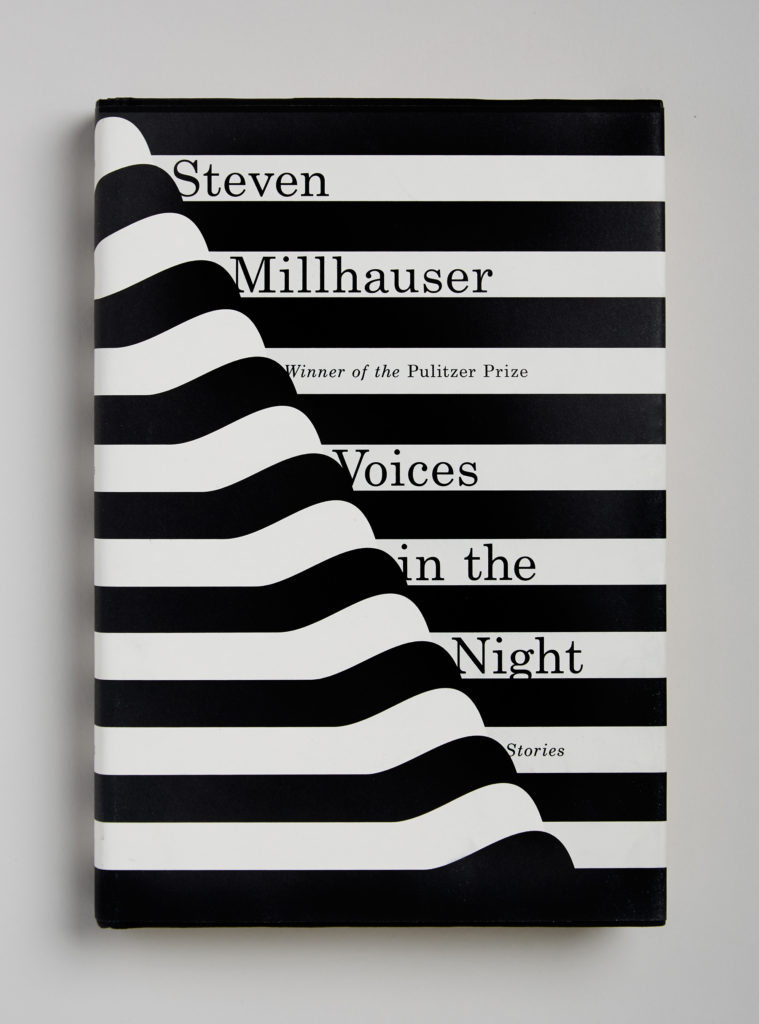 Steven
Millhauser
Winner of the Pulitzer Prize
Voices
in the
Night
Stories